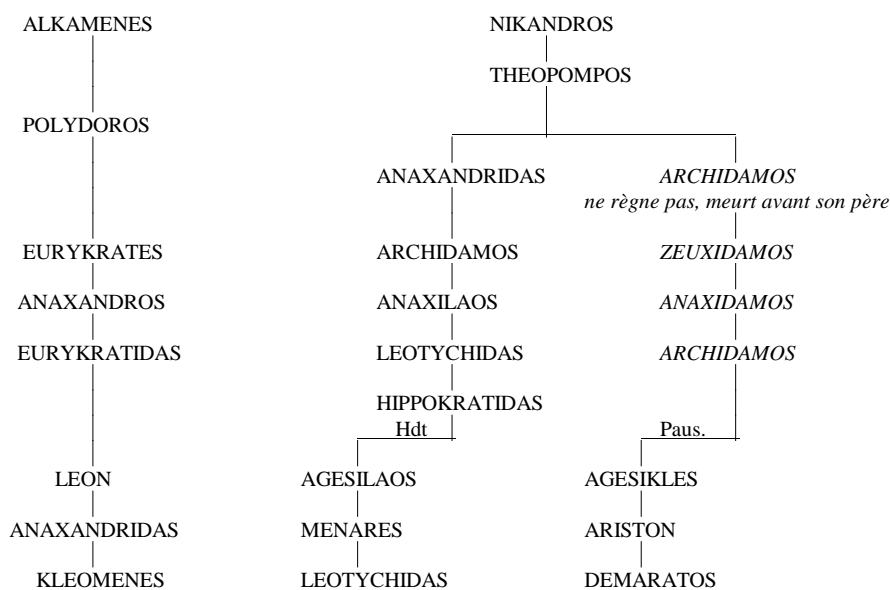 ALKAMENES NIKANDROS
THEOPOMPOS
POLYDOROS
ANAXANDRIDAS ARCHIDAMOS
ne règne pas, meurt avant son père
EURYKRATES ARCHIDAMOS ZEUXIDAMOS
ANAXANDROS ANAXILAOS ANAXIDAMOS
EURYKRATIDAS LEOTYCHIDAS ARCHIDAMOS
HIPPOKRATIDAS
Hdt Paus.
LEON AGESILAOS AGESIKLES
ANAXANDRIDAS MENARES ARISTON
KLEOMENES LEOTYCHIDAS DEMARATOS